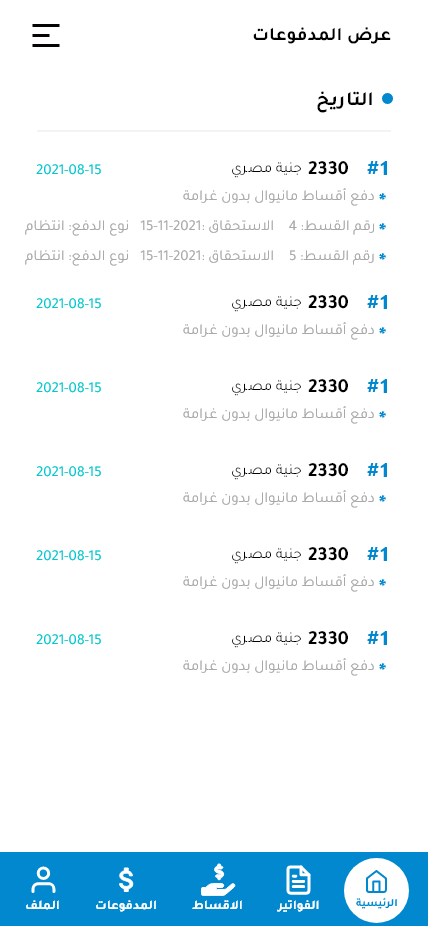 عرض المدفوعات
التاريخ
#1 2330 جنية مصري 2021-08-15
* دفع أقساط مانيوال بدون غرامة
* رقم القسط: 4 الاستحقاق :2021-11-15 نوع الدفع: انتظام
* رقم القسط: 5 الاستحقاق :2021-11-15 نوع الدفع: انتظام
#1 2330 جنية مصري 2021-08-15
* دفع أقساط مانيوال بدون غرامة
#1 2330 جنية مصري 2021-08-15
* دفع أقساط مانيوال بدون غرامة
#1 2330 جنية مصري 2021-08-15
* دفع أقساط مانيوال بدون غرامة
#1 2330 جنية مصري 2021-08-15
* دفع أقساط مانيوال بدون غرامة
#1 2330 جنية مصري 2021-08-15
* دفع أقساط مانيوال بدون غرامة
الرئيسية الفواتير الاقساط المدفوعات الملف